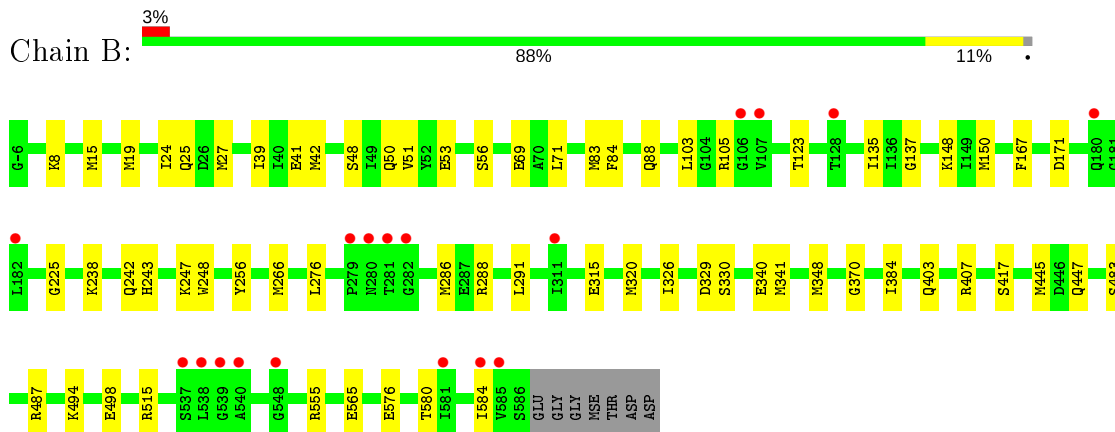 3%
Chain B:
88% 11% •
G-6 K8 M15 M19 I24 Q25 D26 M27 I39 I40 E41 M42 S48 I49 Q50 V51 Y52 E53 S56 E69 A70 L71 M83 F84 Q88 L103 G104 R105 G106 V107 T123 T128 I135 I136 G137 K148 I149 M150 F167 D171 Q180 G181
L182 G225 K238 Q242 H243 K247 W248 Y256 M266 L276 P279 N280 T281 G282 M286 E287 R288 L291 I311 E315 M320 I326 D329 S330 E340 M341 M348 G370 I384 Q403 R407 S417 M445 D446 Q447 S483
R487 K494 E498 R515 S537 L538 G539 A540 G548 R555 E565 E576 T580 I581 I584 V585 S586 GLU GLY GLY MSE THR ASP ASP